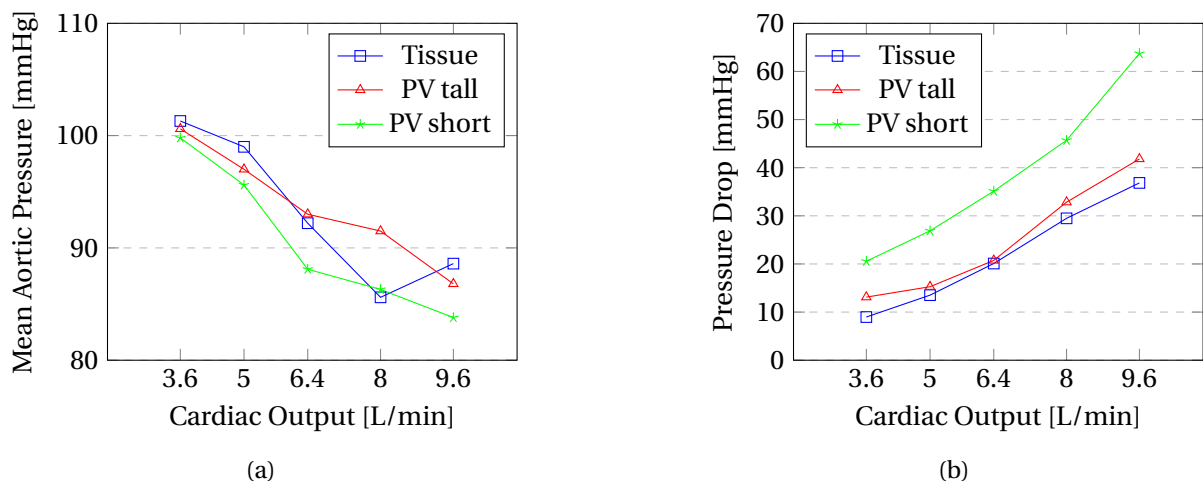 Mean Aortic Pressure [mmHg]
110
100
90
80
Tissue
PV tall
PV short
3.6 5 6.4 8 9.6
Cardiac Output [L/min]
(a)
Pressure Drop [mmHg]
70
60
50
40
30
20
10
0
Tissue
PV tall
PV short
3.6 5 6.4 8 9.6
Cardiac Output [L/min]
(b)